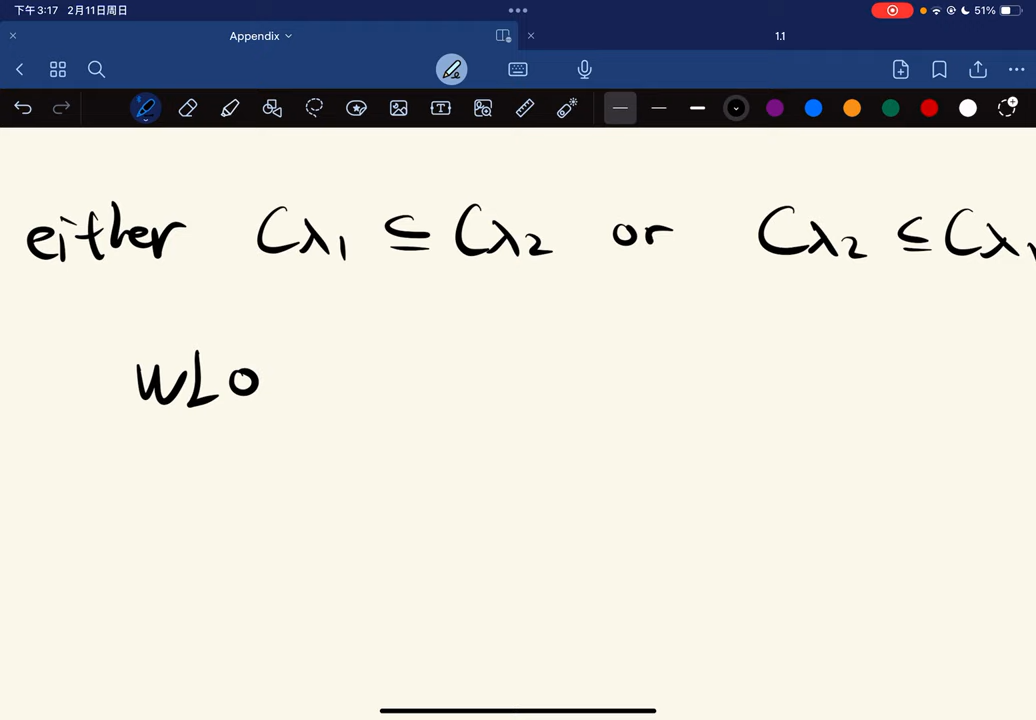 下午3:17 2月11日周日 51%
Appendix 1.1
either Cλ1 ⊆ Cλ2 or Cλ2 ⊆ Cλ1
WLO